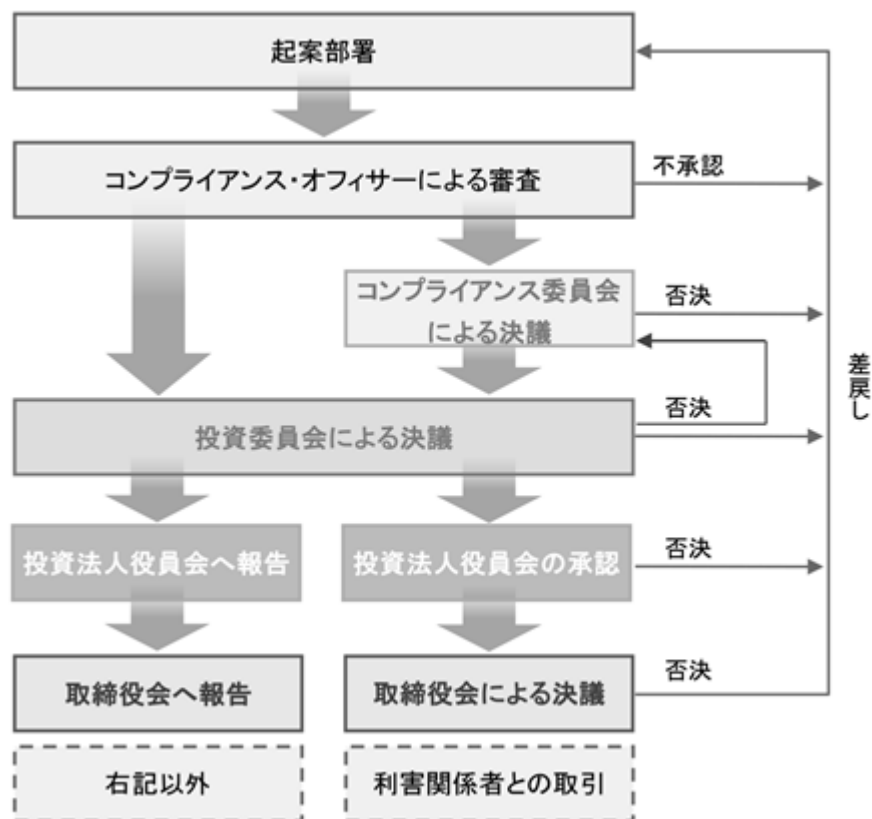 起案部署
コンプライアンス・オフィサーによる審査
不承認
コンプライアンス委員会
による決議
否決
差戻し
投資委員会による決議
否決
投資法人役員会へ報告
投資法人役員会の承認
否決
取締役会へ報告
取締役会による決議
否決
右記以外
利害関係者との取引